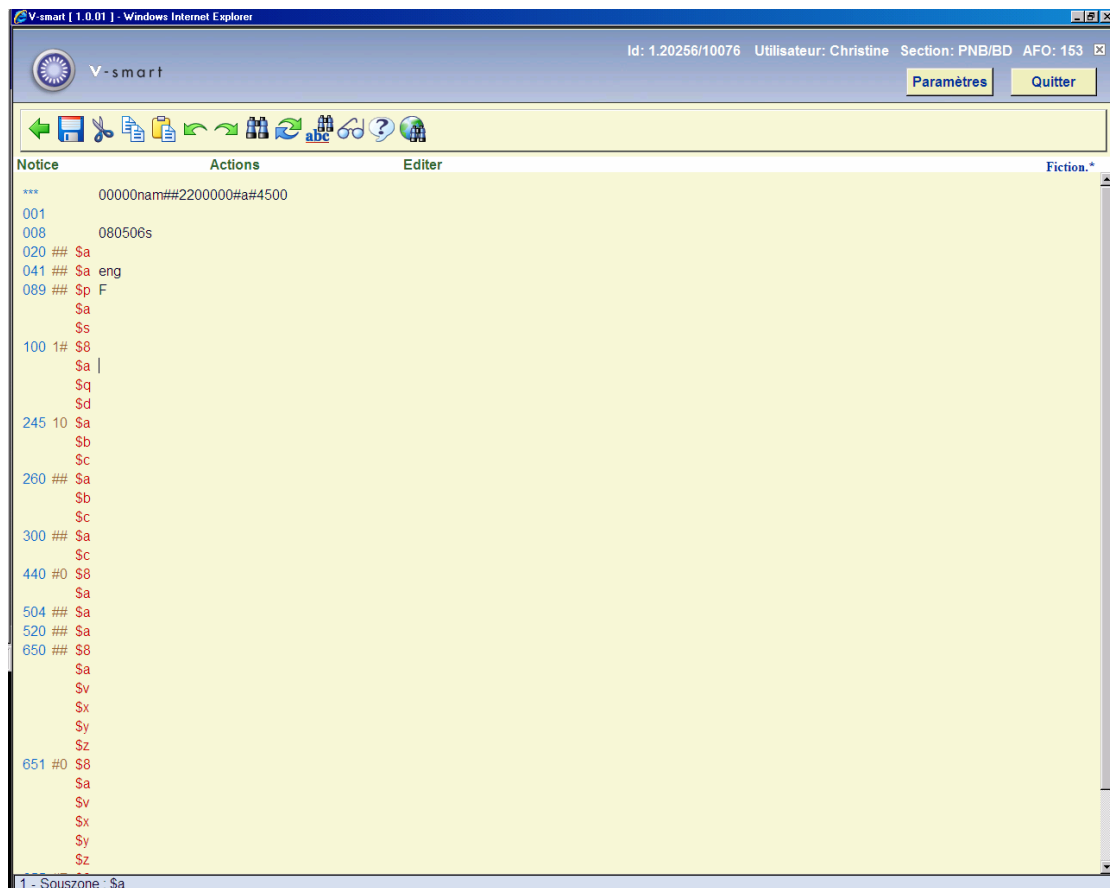 V-smart [ 1.0.01 ] - Windows Internet Explorer
Id: 1.20256/10076 Utilisateur: Christine Section: PNB/BD AFO: 153
V-smart
Paramètres Quitter
abc
Notice Actions Editer Fiction.*
*** 00000nam##2200000#a#4500
001
008 080506s
020 ## $a
041 ## $a eng
089 ## $p F
$a
$s
100 1# $8
$a
$q
$d
245 10 $a
$b
$c
260 ## $a
$b
$c
300 ## $a
$c
440 #0 $8
$a
504 ## $a
520 ## $a
650 ## $8
$a
$v
$x
$y
$z
651 #0 $8
$a
$v
$x
$y
$z
1 - Souszone : $a